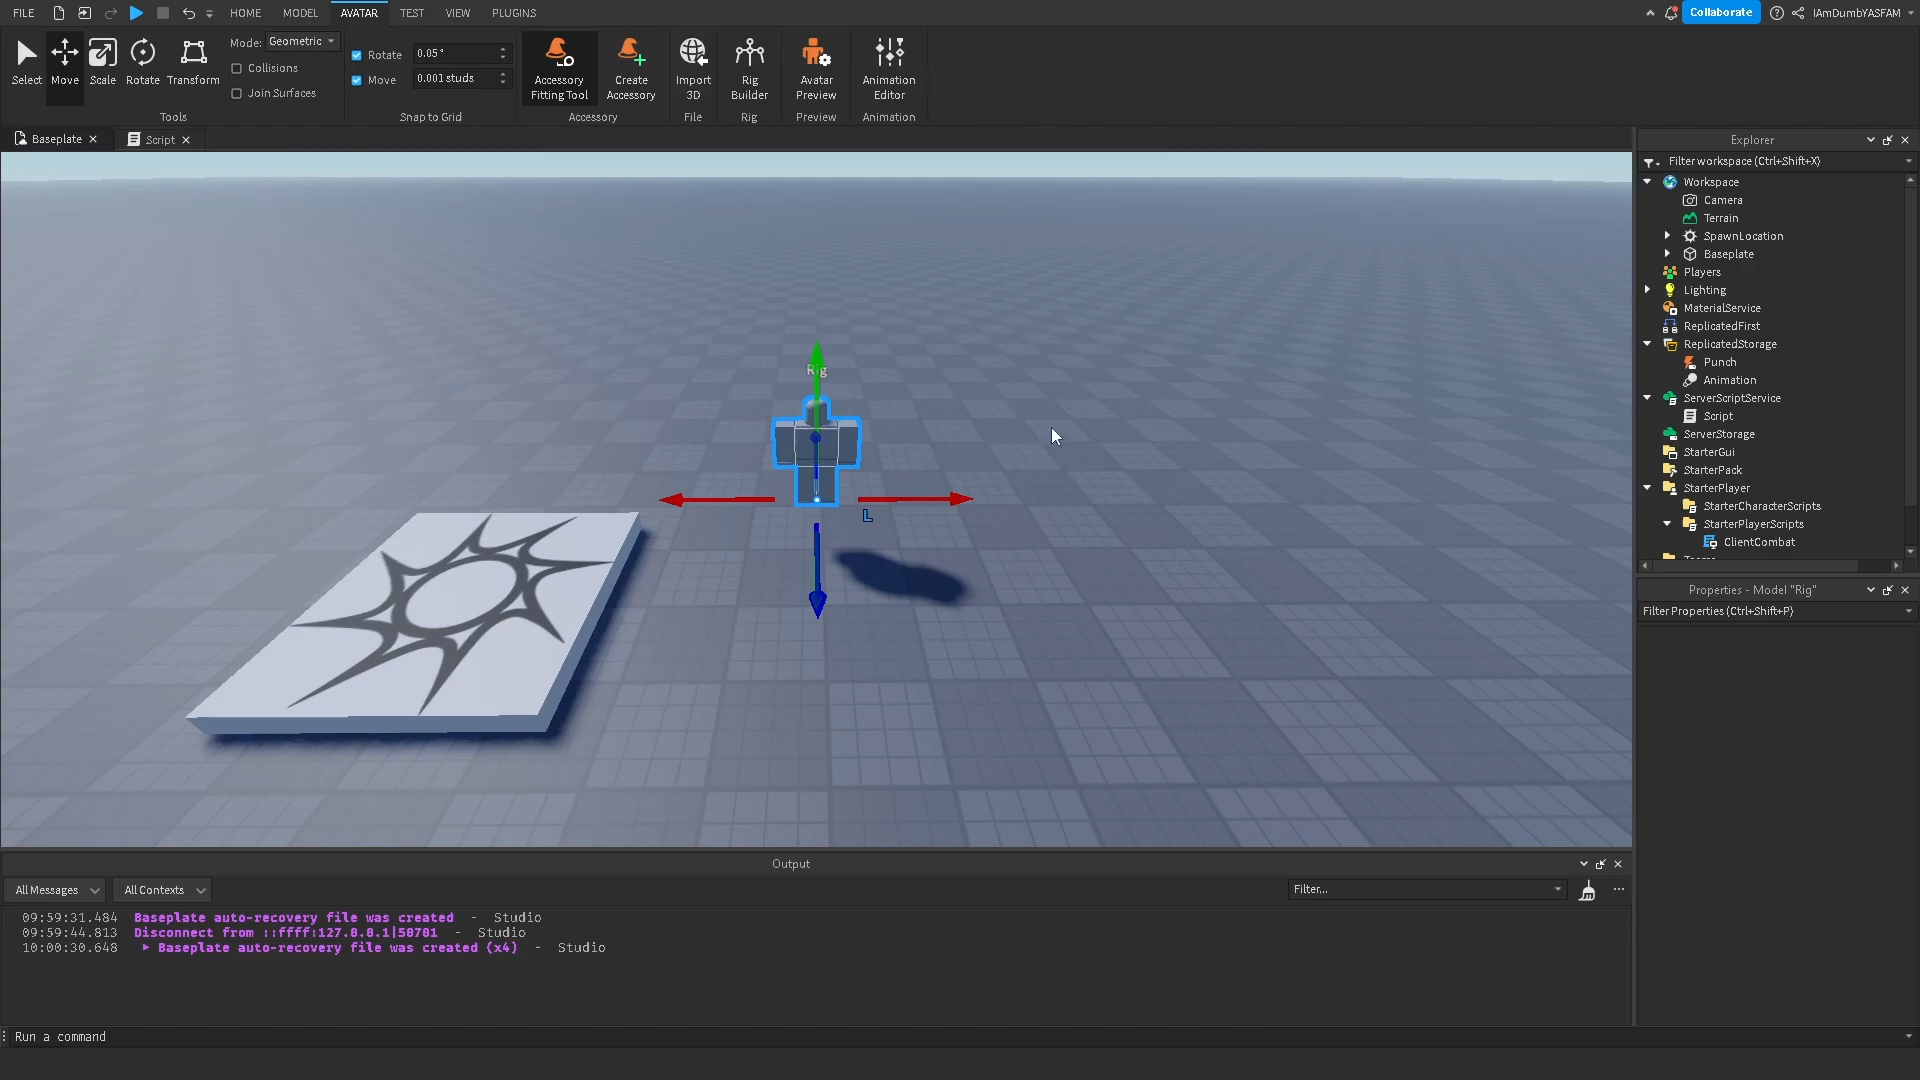 FILE HOME MODEL AVATAR TEST VIEW PLUGINS Collaborate IAmDumbYASFAM
Select Move Scale Rotate Transform
Mode: Geometric
Collisions
Join Surfaces
Tools
Rotate 0.05°
Move 0.001 studs
Snap to Grid
Accessory Fitting Tool
Create Accessory
Accessory
Import 3D
File
Rig Builder
Rig
Avatar Preview
Preview
Animation Editor
Animation
Baseplate Script
Rig
L
Explorer
Filter workspace (Ctrl+Shift+X)
Workspace
Camera
Terrain
SpawnLocation
Baseplate
Players
Lighting
MaterialService
ReplicatedFirst
ReplicatedStorage
Punch
Animation
ServerScriptService
Script
ServerStorage
StarterGui
StarterPack
StarterPlayer
StarterCharacterScripts
StarterPlayerScripts
ClientCombat
Properties - Model "Rig"
Filter Properties (Ctrl+Shift+P)
Output
All Messages All Contexts Filter...
09:59:31.484 Baseplate auto-recovery file was created - Studio
09:59:44.813 Disconnect from ::ffff:127.0.0.1|50701 - Studio
10:00:30.648 Baseplate auto-recovery file was created (x4) - Studio
Run a command